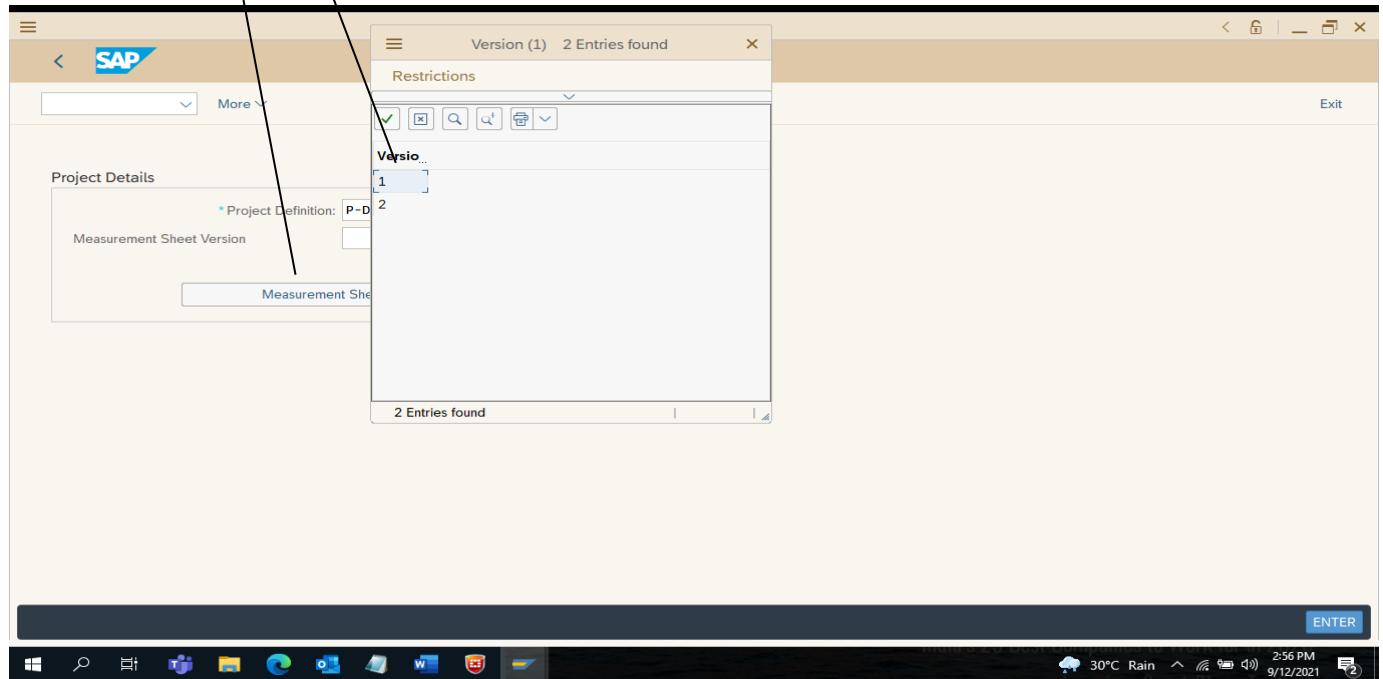 Version (1) 2 Entries found
SAP
Restrictions
More
Exit
Versio...
1
2
Project Details
* Project Definition: P-D
Measurement Sheet Version
Measurement She
2 Entries found
ENTER
30°C Rain
2:56 PM
9/12/2021
2